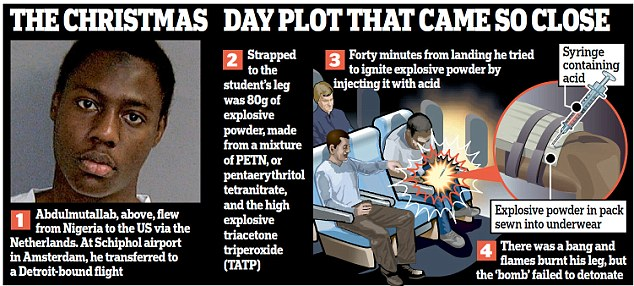 THE CHRISTMAS DAY PLOT THAT CAME SO CLOSE
1 Abdulmutallab, above, flew
from Nigeria to the US via the
Netherlands. At Schiphol airport
in Amsterdam, he transferred to
a Detroit-bound flight
2 Strapped
to the
student's leg
was 80g of
explosive
powder, made
from a mixture
of PETN, or
pentaerythritol
tetranitrate,
and the high
explosive
triacetone
triperoxide
(TATP)
3 Forty minutes from landing he tried
to ignite explosive powder by
injecting it with acid
Syringe
containing
acid
Explosive powder in pack
sewn into underwear
4 There was a bang and
flames burnt his leg, but
the 'bomb' failed to detonate